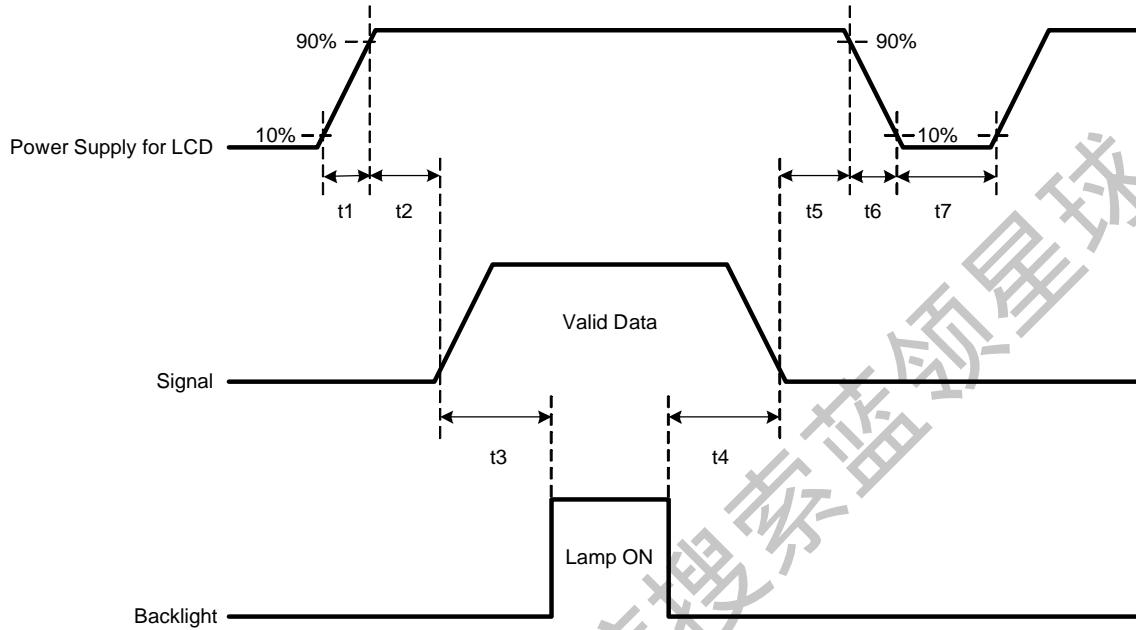 90%
90%
10%
10%
Power Supply for LCD
t1
t2
t5
t6
t7
Valid Data
Signal
t3
t4
Lamp ON
Backlight
搜索蓝领星球